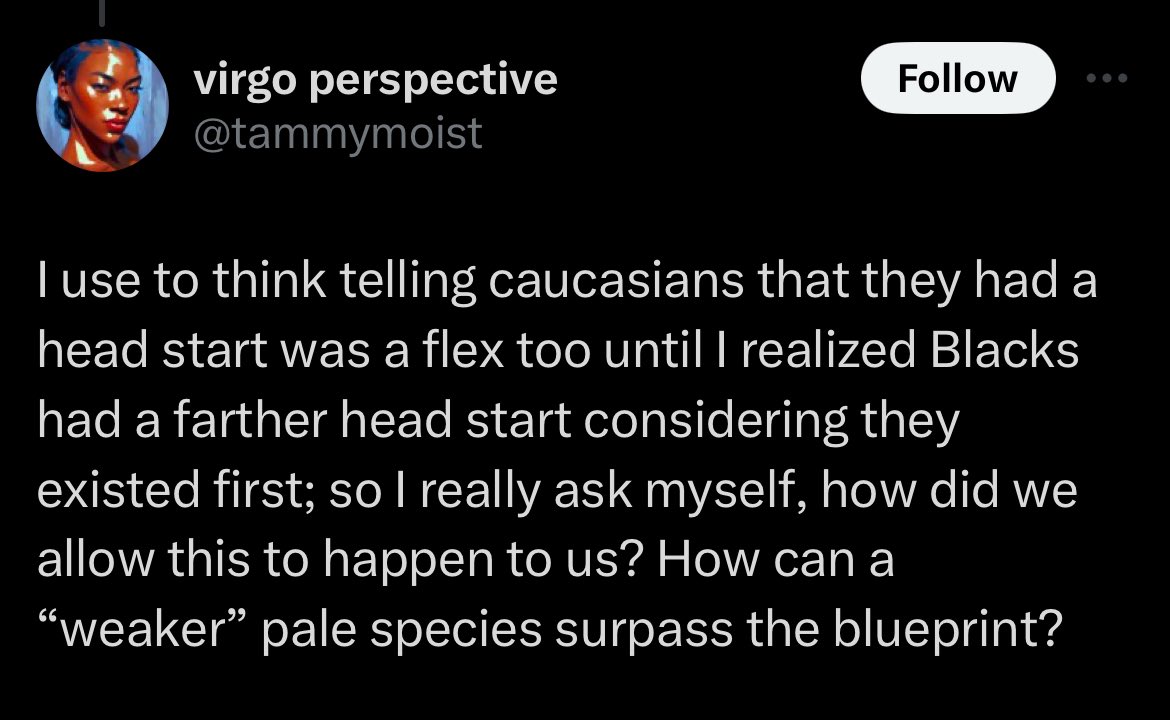 virgo perspective
Follow
@tammymoist
I use to think telling caucasians that they had a
head start was a flex too until I realized Blacks
had a farther head start considering they
existed first; so I really ask myself, how did we
allow this to happen to us? How can a
“weaker” pale species surpass the blueprint?